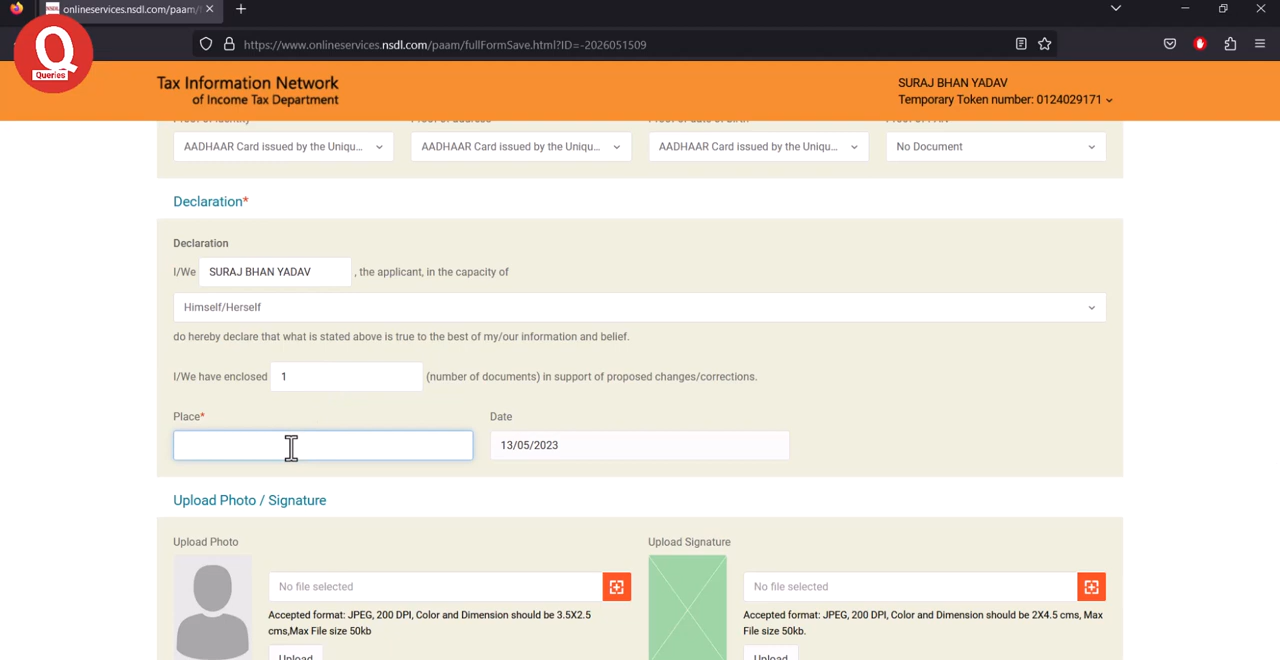 onlineservices.nsdl.com/paam/f
Q
Queries
https://www.onlineservices.nsdl.com/paam/fullFormSave.html?ID=-2026051509
Tax Information Network
of Income Tax Department
SURAJ BHAN YADAV
Temporary Token number: 0124029171
AADHAAR Card issued by the Uniqu...
AADHAAR Card issued by the Uniqu...
AADHAAR Card issued by the Uniqu...
No Document
Declaration*
Declaration
I/We SURAJ BHAN YADAV , the applicant, in the capacity of
Himself/Herself
do hereby declare that what is stated above is true to the best of my/our information and belief.
I/We have enclosed 1 (number of documents) in support of proposed changes/corrections.
Place* Date
13/05/2023
Upload Photo / Signature
Upload Photo
No file selected
Accepted format: JPEG, 200 DPI, Color and Dimension should be 3.5X2.5
cms,Max File size 50kb
Upload
Upload Signature
No file selected
Accepted format: JPEG, 200 DPI, Color and Dimension should be 2X4.5 cms, Max
File size 50kb.
Upload